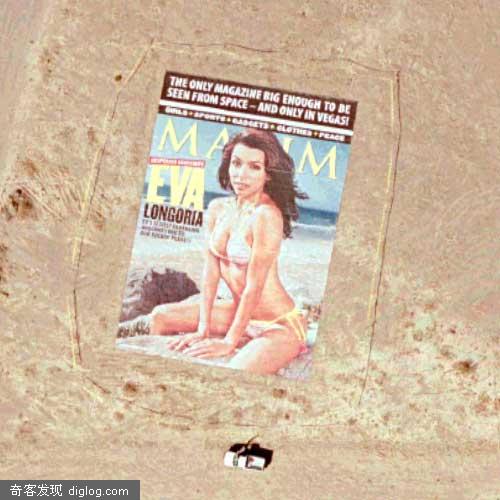 THE ONLY MAGAZINE BIG ENOUGH TO BE
SEEN FROM SPACE – AND ONLY IN VEGAS!
GIRLS • SPORTS • GADGETS • CLOTHES • PEACE
MAXIM
EVA
LONGORIA
奇客发现 diglog.com